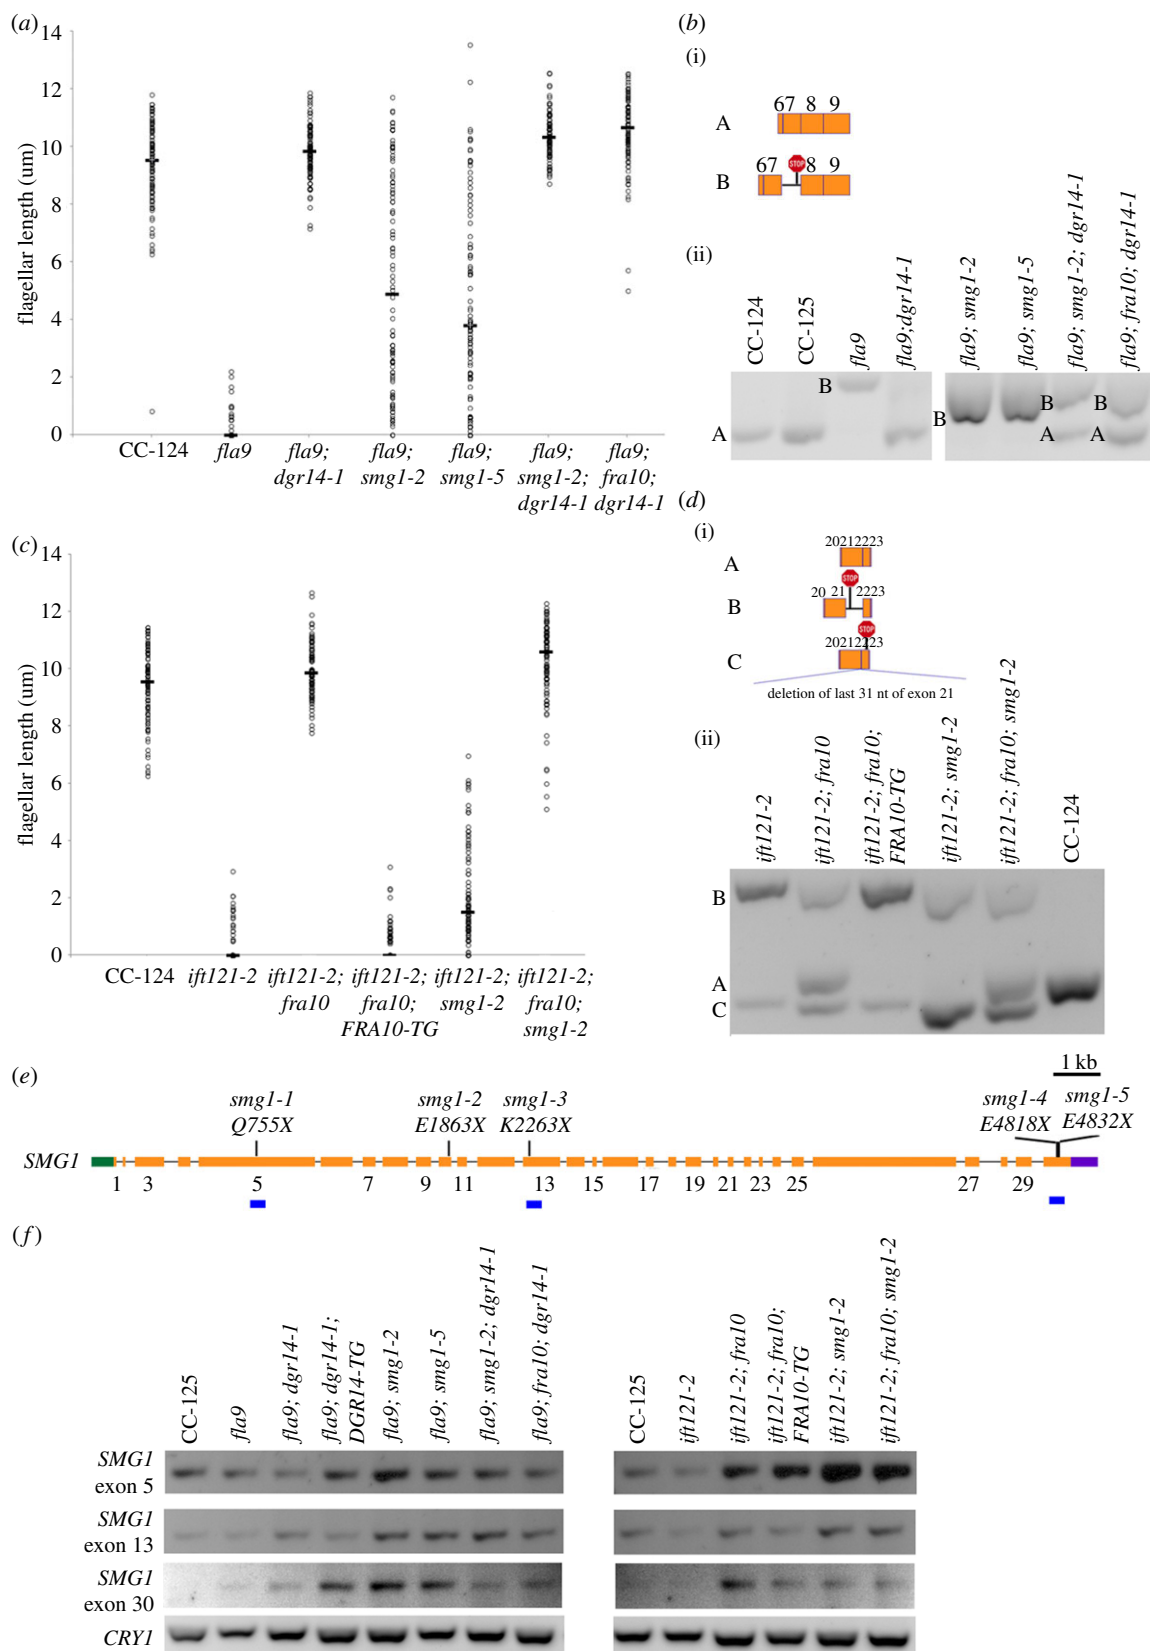 (a)
14
12
10
8
6
4
2
0
flagellar length (um)
CC-124
fla9
fla9;
dgr14-1
fla9;
smg1-2
fla9;
smg1-5
fla9;
smg1-2;
dgr14-1
fla9;
fra10;
dgr14-1
(b)
(i)
67 8 9
A
STOP
67 8 9
B
(ii)
CC-124
CC-125
fla9
fla9;dgr14-1
fla9; smg1-2
fla9; smg1-5
fla9; smg1-2; dgr14-1
fla9; fra10; dgr14-1
B
A
B
B
B
A
A
(c)
14
12
10
8
6
4
2
0
flagellar length (um)
CC-124
ift121-2
ift121-2;
fra10
ift121-2;
fra10;
FRA10-TG
ift121-2;
smg1-2
ift121-2;
fra10;
smg1-2
(d)
(i)
20212223
A
STOP
20 21 2223
B
STOP
20212223
C
deletion of last 31 nt of exon 21
(ii)
ift121-2
ift121-2; fra10
ift121-2; fra10;
FRA10-TG
ift121-2; smg1-2
ift121-2; fra10; smg1-2
CC-124
B
A
C
(e)
1 kb
smg1-1
Q755X
smg1-2
E1863X
smg1-3
K2263X
smg1-4
E4818X
smg1-5
E4832X
SMG1
1 3 5 7 9 11 13 15 17 19 21 23 25 27 29
(f)
CC-125
fla9
fla9; dgr14-1
fla9; dgr14-1;
DGR14-TG
fla9; smg1-2
fla9; smg1-5
fla9; smg1-2; dgr14-1
fla9; fra10; dgr14-1
CC-125
ift121-2
ift121-2; fra10
ift121-2; fra10;
FRA10-TG
ift121-2; smg1-2
ift121-2; fra10; smg1-2
SMG1
exon 5
SMG1
exon 13
SMG1
exon 30
CRY1